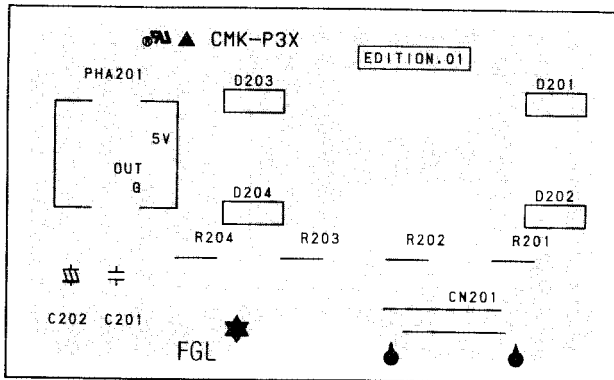 CMK-P3X
EDITION.01
PHA201
D203
D201
5V
OUT
G
D204
D202
R204
R203
R202
R201
CN201
C202
C201
FGL